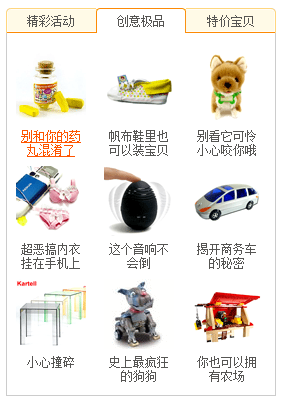 精彩活动
创意极品
特价宝贝
别和你的药
丸混淆了
帆布鞋里也
可以装宝贝
别看它可怜
小心咬你哦
超恶搞内衣
挂在手机上
这个音响不
会倒
揭开商务车
的秘密
Kartell
小心撞碎
史上最疯狂
的狗狗
你也可以拥
有农场